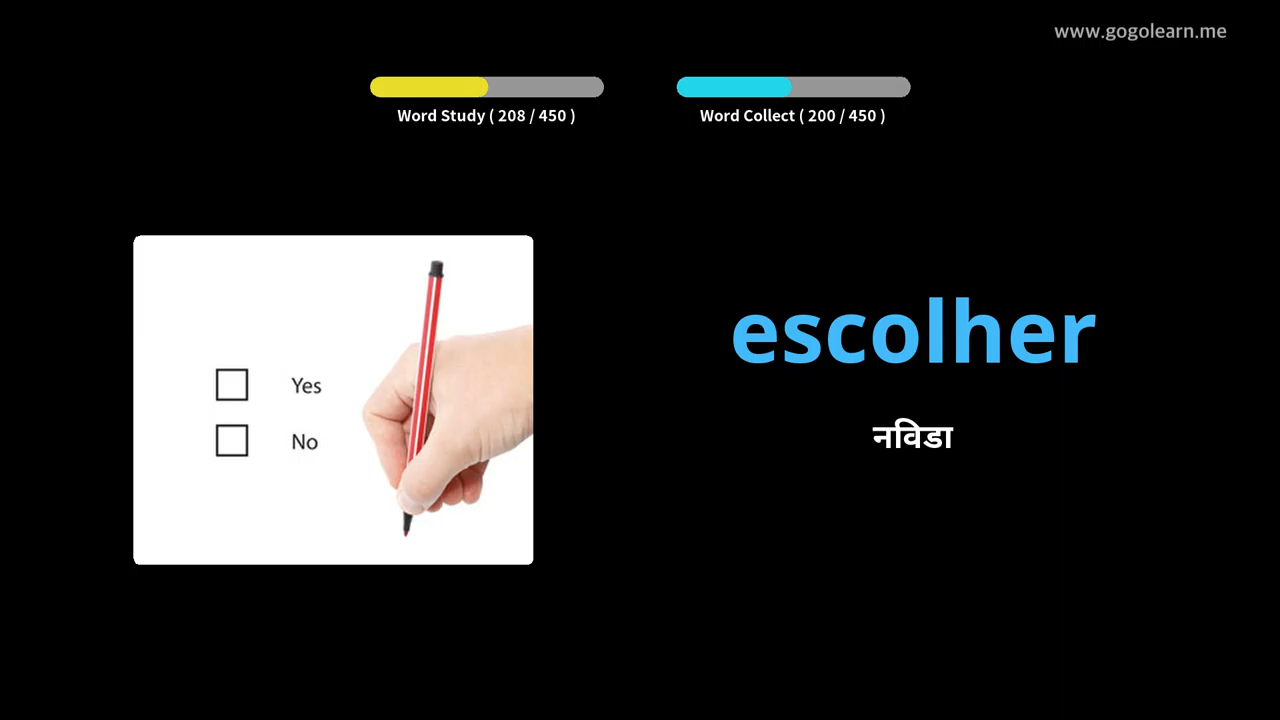 www.gogolearn.me
Word Study ( 208 / 450 )
Word Collect ( 200 / 450 )
Yes
No
escolher
नविडा